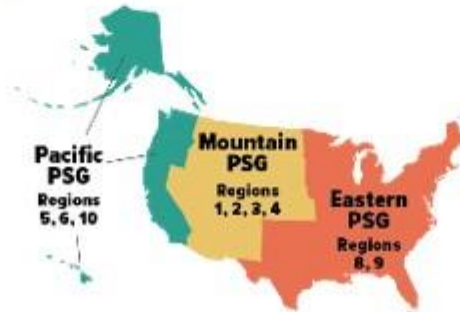 Pacific
PSG
Regions
5, 6, 10
Mountain
PSG
Regions
1, 2, 3, 4
Eastern
PSG
Regions
8, 9